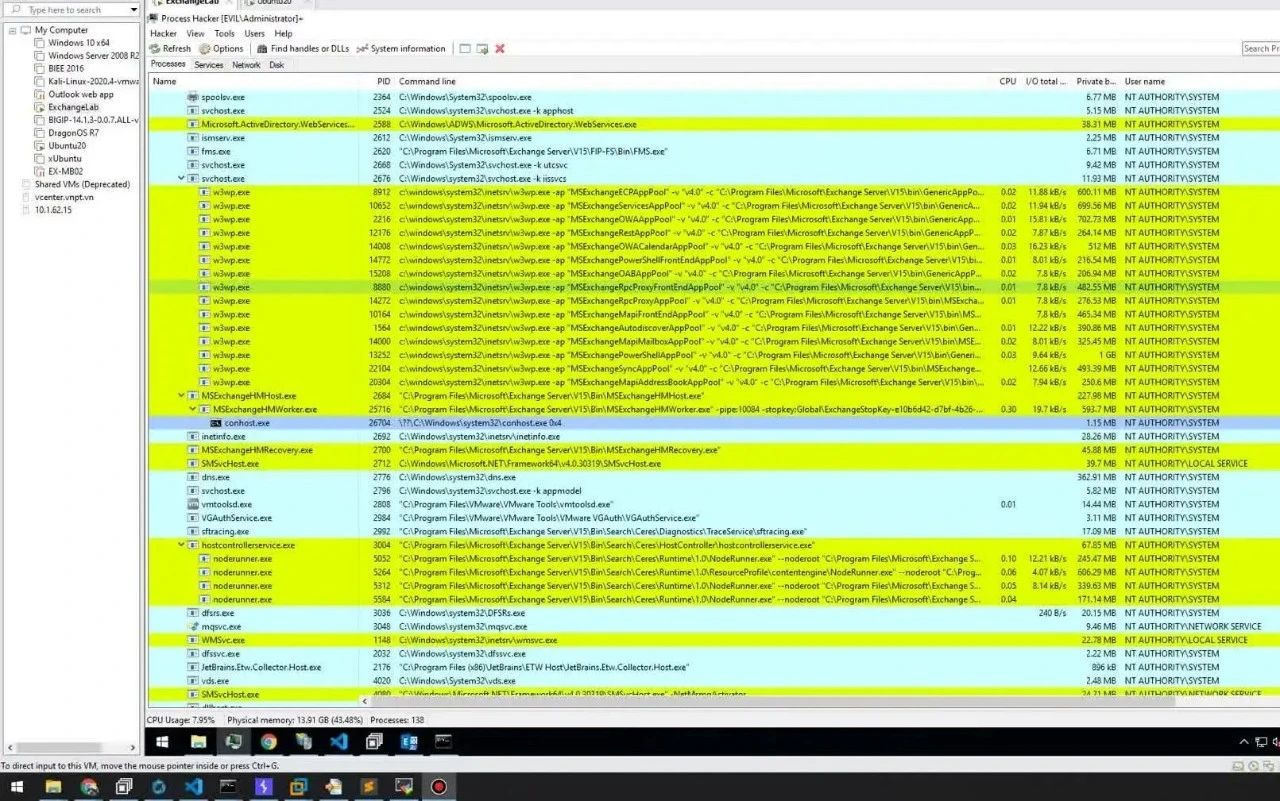 Type here to search
ExchangeLab
Ubuntu20
My Computer
Windows 10 x64
Windows Server 2008 R2
BIEE 2016
Kali-Linux-2020.4-vmwa
Outlook web app
ExchangeLab
BIGIP-14.1.3-0.0.7.ALL-v
DragonOS R7
Ubuntu20
xUbuntu
EX-MB02
Shared VMs (Deprecated)
vcenter.vnpt.vn
10.1.62.15
Process Hacker [EVIL\Administrator]+
Hacker View Tools Users Help
Refresh Options Find handles or DLLs System information Search Pr
Processes Services Network Disk
Name PID Command line CPU I/O total ... Private b... User name
spoolsv.exe 2364 C:\Windows\System32\spoolsv.exe 6.77 MB NT AUTHORITY\SYSTEM
svchost.exe 2524 C:\Windows\system32\svchost.exe -k apphost 5.15 MB NT AUTHORITY\SYSTEM
Microsoft.ActiveDirectory.WebServices... 2588 C:\Windows\ADWS\Microsoft.ActiveDirectory.WebServices.exe 38.31 MB NT AUTHORITY\SYSTEM
ismserv.exe 2612 C:\Windows\System32\ismserv.exe 2.25 MB NT AUTHORITY\SYSTEM
fms.exe 2620 "C:\Program Files\Microsoft\Exchange Server\V15\FIP-FS\Bin\FMS.exe" 6.71 MB NT AUTHORITY\SYSTEM
svchost.exe 2668 C:\Windows\System32\svchost.exe -k utcsvc 9.42 MB NT AUTHORITY\SYSTEM
svchost.exe 2676 C:\Windows\system32\svchost.exe -k iissvcs 11.93 MB NT AUTHORITY\SYSTEM
w3wp.exe 8912 c:\windows\system32\inetsrv\w3wp.exe -ap "MSExchangeECPAppPool" -v "v4.0" -c "C:\Program Files\Microsoft\Exchange Server\V15\bin\GenericAppPo... 0.02 11.88 kB/s 600.11 MB NT AUTHORITY\SYSTEM
w3wp.exe 10652 c:\windows\system32\inetsrv\w3wp.exe -ap "MSExchangeServicesAppPool" -v "v4.0" -c "C:\Program Files\Microsoft\Exchange Server\V15\bin\Generic... 0.02 11.94 kB/s 699.56 MB NT AUTHORITY\SYSTEM
w3wp.exe 2216 c:\windows\system32\inetsrv\w3wp.exe -ap "MSExchangeOWAAppPool" -v "v4.0" -c "C:\Program Files\Microsoft\Exchange Server\V15\bin\GenericApp... 0.01 15.81 kB/s 702.73 MB NT AUTHORITY\SYSTEM
w3wp.exe 12176 c:\windows\system32\inetsrv\w3wp.exe -ap "MSExchangeRestAppPool" -v "v4.0" -c "C:\Program Files\Microsoft\Exchange Server\V15\bin\GenericAppP... 0.02 7.87 kB/s 264.14 MB NT AUTHORITY\SYSTEM
w3wp.exe 14008 c:\windows\system32\inetsrv\w3wp.exe -ap "MSExchangeOWACalendarAppPool" -v "v4.0" -c "C:\Program Files\Microsoft\Exchange Server\V15\bin\Gen... 0.03 16.23 kB/s 512 MB NT AUTHORITY\SYSTEM
w3wp.exe 14772 c:\windows\system32\inetsrv\w3wp.exe -ap "MSExchangePowerShellFrontEndAppPool" -v "v4.0" -c "C:\Program Files\Microsoft\Exchange Server\V15\bi... 0.01 8.01 kB/s 216.54 MB NT AUTHORITY\SYSTEM
w3wp.exe 15208 c:\windows\system32\inetsrv\w3wp.exe -ap "MSExchangeOABAppPool" -v "v4.0" -c "C:\Program Files\Microsoft\Exchange Server\V15\bin\GenericAppP... 0.02 7.8 kB/s 206.94 MB NT AUTHORITY\SYSTEM
w3wp.exe 8880 c:\windows\system32\inetsrv\w3wp.exe -ap "MSExchangeRpcProxyFrontEndAppPool" -v "v4.0" -c "C:\Program Files\Microsoft\Exchange Server\V15\bin... 0.01 7.8 kB/s 482.55 MB NT AUTHORITY\SYSTEM
w3wp.exe 14272 c:\windows\system32\inetsrv\w3wp.exe -ap "MSExchangeRpcProxyAppPool" -v "v4.0" -c "C:\Program Files\Microsoft\Exchange Server\V15\bin\MSExcha... 0.01 7.8 kB/s 276.53 MB NT AUTHORITY\SYSTEM
w3wp.exe 10164 c:\windows\system32\inetsrv\w3wp.exe -ap "MSExchangeMapiFrontEndAppPool" -v "v4.0" -c "C:\Program Files\Microsoft\Exchange Server\V15\bin\MS... 7.8 kB/s 465.34 MB NT AUTHORITY\SYSTEM
w3wp.exe 1564 c:\windows\system32\inetsrv\w3wp.exe -ap "MSExchangeAutodiscoverAppPool" -v "v4.0" -c "C:\Program Files\Microsoft\Exchange Server\V15\bin\Gen... 0.01 12.22 kB/s 390.86 MB NT AUTHORITY\SYSTEM
w3wp.exe 14000 c:\windows\system32\inetsrv\w3wp.exe -ap "MSExchangeMapiMailboxAppPool" -v "v4.0" -c "C:\Program Files\Microsoft\Exchange Server\V15\bin\MSE... 0.02 8.01 kB/s 325.45 MB NT AUTHORITY\SYSTEM
w3wp.exe 13252 c:\windows\system32\inetsrv\w3wp.exe -ap "MSExchangePowerShellAppPool" -v "v4.0" -c "C:\Program Files\Microsoft\Exchange Server\V15\bin\Generi... 0.03 9.64 kB/s 1 GB NT AUTHORITY\SYSTEM
w3wp.exe 22104 c:\windows\system32\inetsrv\w3wp.exe -ap "MSExchangeSyncAppPool" -v "v4.0" -c "C:\Program Files\Microsoft\Exchange Server\V15\bin\MSExchange... 12.66 kB/s 493.39 MB NT AUTHORITY\SYSTEM
w3wp.exe 20304 c:\windows\system32\inetsrv\w3wp.exe -ap "MSExchangeMapiAddressBookAppPool" -v "v4.0" -c "C:\Program Files\Microsoft\Exchange Server\V15\bin\... 0.02 7.94 kB/s 250.6 MB NT AUTHORITY\SYSTEM
MSExchangeHMHost.exe 2684 "C:\Program Files\Microsoft\Exchange Server\V15\Bin\MSExchangeHMHost.exe" 227.98 MB NT AUTHORITY\SYSTEM
MSExchangeHMWorker.exe 25716 "C:\Program Files\Microsoft\Exchange Server\V15\Bin\MSExchangeHMWorker.exe" -pipe:10084 -stopkey:Global\ExchangeStopKey-e10b6d42-d7bf-4b26-... 0.30 19.7 kB/s 593.7 MB NT AUTHORITY\SYSTEM
conhost.exe 26704 \??\C:\Windows\system32\conhost.exe 0x4 1.15 MB NT AUTHORITY\SYSTEM
inetinfo.exe 2692 C:\Windows\system32\inetsrv\inetinfo.exe 28.26 MB NT AUTHORITY\SYSTEM
MSExchangeHMRecovery.exe 2700 "C:\Program Files\Microsoft\Exchange Server\V15\Bin\MSExchangeHMRecovery.exe" 45.88 MB NT AUTHORITY\SYSTEM
SMSvcHost.exe 2712 C:\Windows\Microsoft.NET\Framework64\v4.0.30319\SMSvcHost.exe 39.7 MB NT AUTHORITY\LOCAL SERVICE
dns.exe 2776 C:\Windows\system32\dns.exe 362.91 MB NT AUTHORITY\SYSTEM
svchost.exe 2796 C:\Windows\system32\svchost.exe -k appmodel 5.82 MB NT AUTHORITY\SYSTEM
vmtoolsd.exe 2808 "C:\Program Files\VMware\VMware Tools\vmtoolsd.exe" 0.01 14.44 MB NT AUTHORITY\SYSTEM
VGAuthService.exe 2984 "C:\Program Files\VMware\VMware Tools\VMware VGAuth\VGAuthService.exe" 3.11 MB NT AUTHORITY\SYSTEM
sftracing.exe 2992 "C:\Program Files\Microsoft\Exchange Server\V15\Bin\Search\Ceres\Diagnostics\TraceService\sftracing.exe" 17.09 MB NT AUTHORITY\SYSTEM
hostcontrollerservice.exe 3004 "C:\Program Files\Microsoft\Exchange Server\V15\Bin\Search\Ceres\HostController\hostcontrollerservice.exe" 67.85 MB NT AUTHORITY\SYSTEM
noderunner.exe 5052 "C:\Program Files\Microsoft\Exchange Server\V15\Bin\Search\Ceres\Runtime\1.0\NodeRunner.exe" --noderoot "C:\Program Files\Microsoft\Exchange S... 0.10 12.21 kB/s 245.47 MB NT AUTHORITY\SYSTEM
noderunner.exe 5264 "C:\Program Files\Microsoft\Exchange Server\V15\Bin\Search\Ceres\Runtime\1.0\ResourceProfile\contentengine\NodeRunner.exe" --noderoot "C:\Prog... 0.06 4.07 kB/s 606.29 MB NT AUTHORITY\SYSTEM
noderunner.exe 5312 "C:\Program Files\Microsoft\Exchange Server\V15\Bin\Search\Ceres\Runtime\1.0\NodeRunner.exe" --noderoot "C:\Program Files\Microsoft\Exchange S... 0.05 8.14 kB/s 339.63 MB NT AUTHORITY\SYSTEM
noderunner.exe 5584 "C:\Program Files\Microsoft\Exchange Server\V15\Bin\Search\Ceres\Runtime\1.0\NodeRunner.exe" --noderoot "C:\Program Files\Microsoft\Exchange S... 0.04 171.14 MB NT AUTHORITY\SYSTEM
dfsrs.exe 3036 C:\Windows\system32\DFSRs.exe 240 B/s 20.15 MB NT AUTHORITY\SYSTEM
mqsvc.exe 3048 C:\Windows\system32\mqsvc.exe 9.46 MB NT AUTHORITY\NETWORK SERVICE
WMSvc.exe 1148 C:\Windows\system32\inetsrv\wmsvc.exe 22.78 MB NT AUTHORITY\LOCAL SERVICE
dfssvc.exe 2032 C:\Windows\system32\dfssvc.exe 2.22 MB NT AUTHORITY\SYSTEM
JetBrains.Etw.Collector.Host.exe 2176 "C:\Program Files (x86)\JetBrains\ETW Host\JetBrains.Etw.Collector.Host.exe" 896 kB NT AUTHORITY\SYSTEM
vds.exe 4020 C:\Windows\System32\vds.exe 2.48 MB NT AUTHORITY\SYSTEM
SMSvcHost.exe 4080 "C:\Windows\Microsoft.NET\Framework64\v4.0.30319\SMSvcHost.exe" -NetMsmqActivator 24.21 MB NT AUTHORITY\NETWORK SERVICE
CPU Usage: 7.95% Physical memory: 13.91 GB (43.48%) Processes: 138
To direct input to this VM, move the mouse pointer inside or press Ctrl+G.